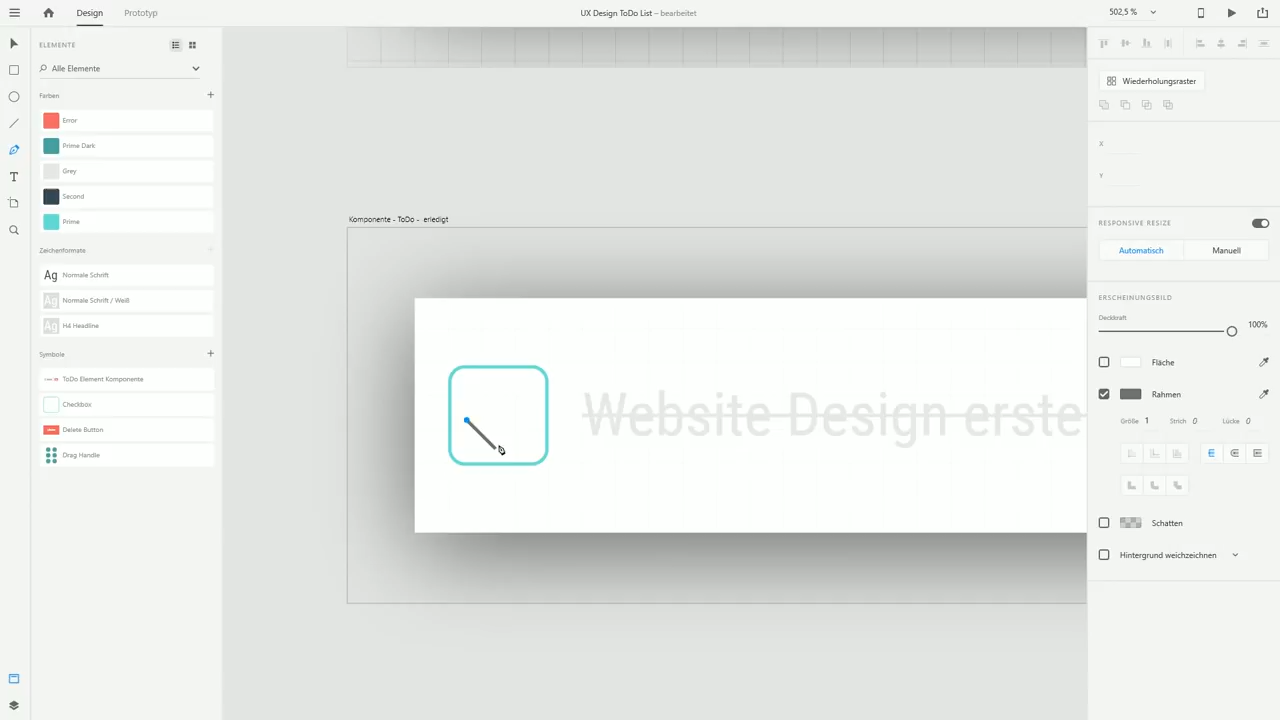 Design
Prototyp
UX Design ToDo List – bearbeitet
502,5 %
ELEMENTE
Alle Elemente
Farben
+
Error
Prime Dark
Grey
Second
Prime
Zeichenformate
+
Ag Normale Schrift
Ag Normale Schrift / Weiß
Ag H4 Headline
Symbole
+
ToDo Element Komponente
Checkbox
Delete Button
Drag Handle
Komponente - ToDo - erledigt
Website Design erste
Wiederholungsraster
X
Y
RESPONSIVE RESIZE
Automatisch
Manuell
ERSCHEINUNGSBILD
Deckkraft
100%
Fläche
Rahmen
Größe 1 Strich 0 Lücke 0
Schatten
Hintergrund weichzeichnen